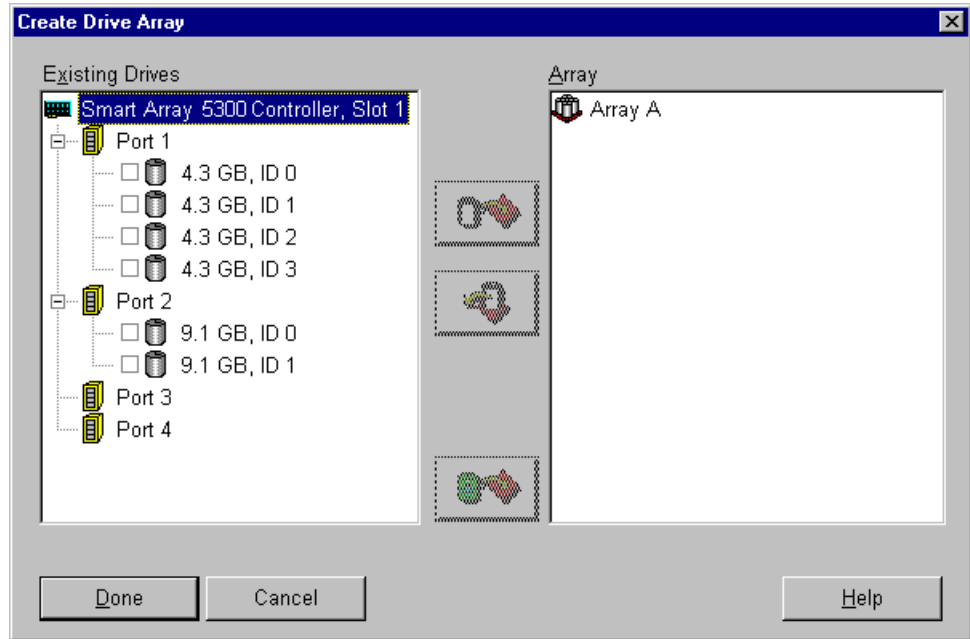 Create Drive Array
Existing Drives
Smart Array 5300 Controller, Slot 1
Port 1
4.3 GB, ID 0
4.3 GB, ID 1
4.3 GB, ID 2
4.3 GB, ID 3
Port 2
9.1 GB, ID 0
9.1 GB, ID 1
Port 3
Port 4
Array
Array A
Done
Cancel
Help